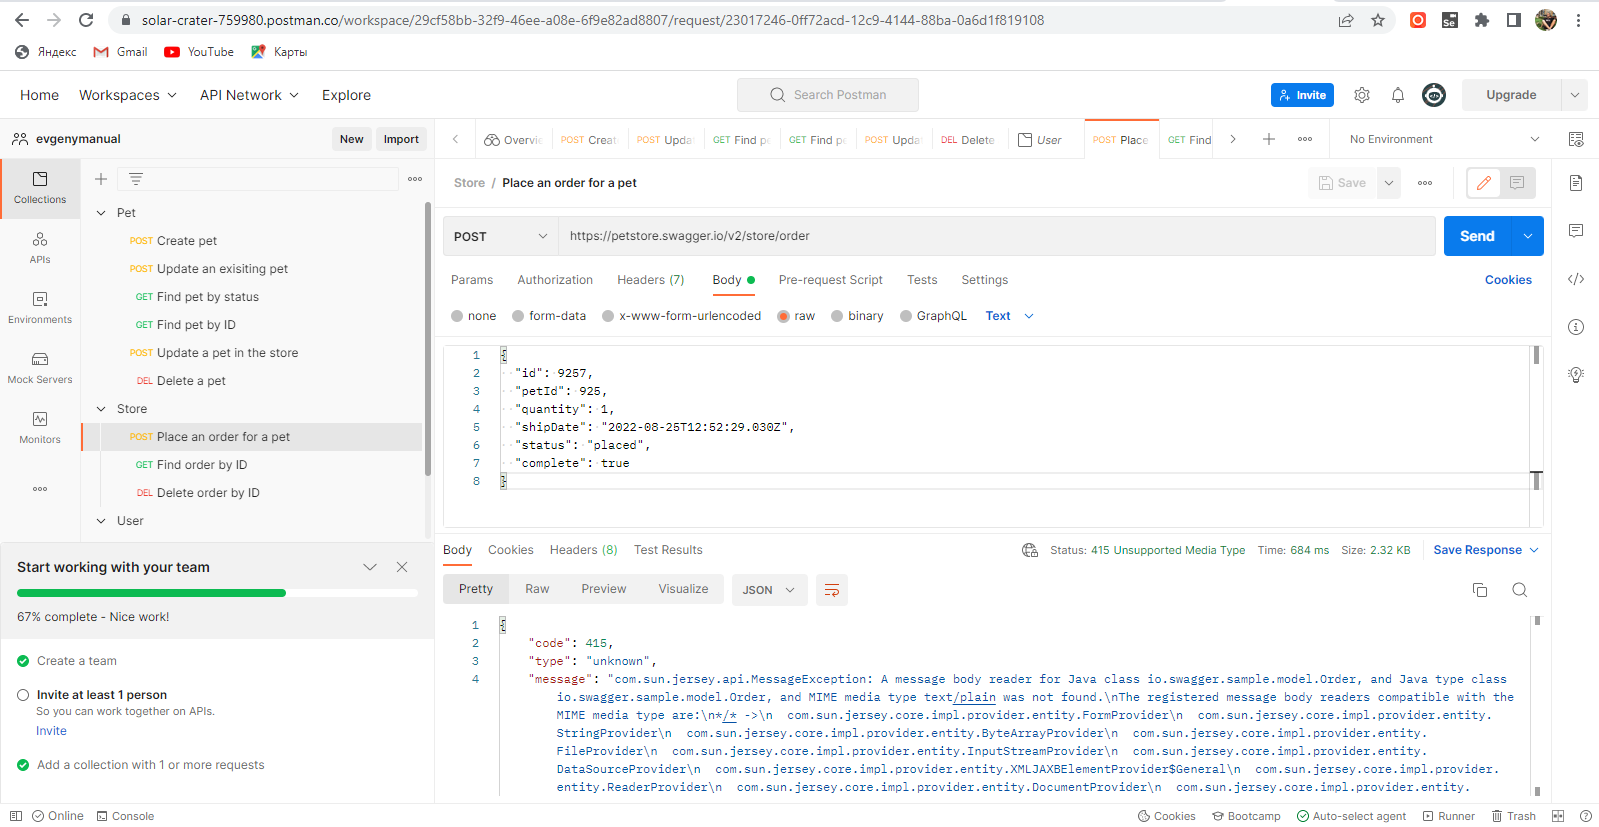 solar-crater-759980.postman.co/workspace/29cf58bb-32f9-46ee-a08e-6f9e82ad8807/request/23017246-0ff72acd-12c9-4144-88ba-0a6d1f819108
Яндекс Gmail YouTube Карты
Home Workspaces API Network Explore Search Postman Invite Upgrade
evgenymanual New Import
Overvie POST Creat POST Upda GET Find pe GET Find pe POST Upda DEL Delete User POST Place GET Find No Environment
Collections
APIs
Environments
Mock Servers
Monitors
Pet
POST Create pet
POST Update an exisiting pet
GET Find pet by status
GET Find pet by ID
POST Update a pet in the store
DEL Delete a pet
Store
POST Place an order for a pet
GET Find order by ID
DEL Delete order by ID
User
Start working with your team
67% complete - Nice work!
Create a team
Invite at least 1 person
So you can work together on APIs.
Invite
Add a collection with 1 or more requests
Store / Place an order for a pet Save
POST https://petstore.swagger.io/v2/store/order Send
Params Authorization Headers (7) Body Pre-request Script Tests Settings Cookies
none form-data x-www-form-urlencoded raw binary GraphQL Text
1 {
2 "id": 9257,
3 "petId": 925,
4 "quantity": 1,
5 "shipDate": "2022-08-25T12:52:29.030Z",
6 "status": "placed",
7 "complete": true
8 }
Body Cookies Headers (8) Test Results Status: 415 Unsupported Media Type Time: 684 ms Size: 2.32 KB Save Response
Pretty Raw Preview Visualize JSON
1 {
2 "code": 415,
3 "type": "unknown",
4 "message": "com.sun.jersey.api.MessageException: A message body reader for Java class io.swagger.sample.model.Order, and Java type class
io.swagger.sample.model.Order, and MIME media type text/plain was not found.\nThe registered message body readers compatible with the
MIME media type are:\n*/* ->\n com.sun.jersey.core.impl.provider.entity.FormProvider\n com.sun.jersey.core.impl.provider.entity.
StringProvider\n com.sun.jersey.core.impl.provider.entity.ByteArrayProvider\n com.sun.jersey.core.impl.provider.entity.
FileProvider\n com.sun.jersey.core.impl.provider.entity.InputStreamProvider\n com.sun.jersey.core.impl.provider.entity.
DataSourceProvider\n com.sun.jersey.core.impl.provider.entity.XMLJAXBElementProvider$General\n com.sun.jersey.core.impl.provider.
entity.ReaderProvider\n com.sun.jersey.core.impl.provider.entity.DocumentProvider\n com.sun.jersey.core.impl.provider.entity.
Online Console Cookies Bootcamp Auto-select agent Runner Trash